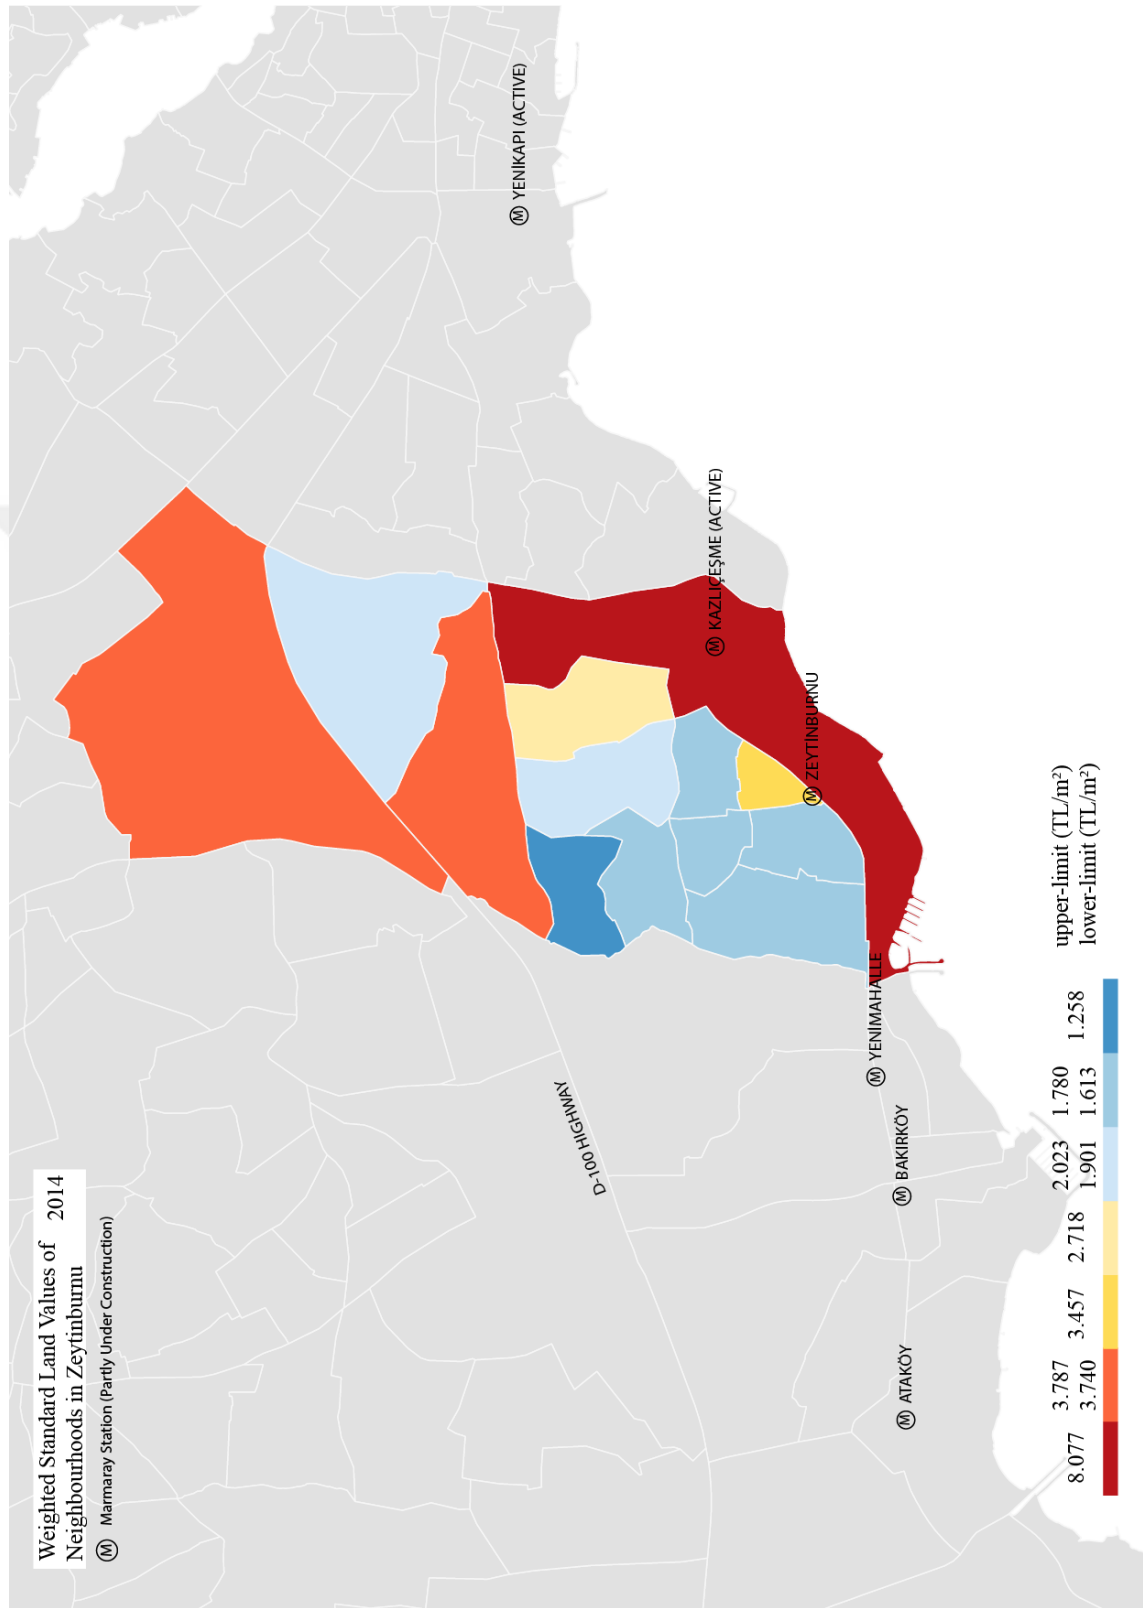 Weighted Standard Land Values of 2014
Neighbourhoods in Zeytinburnu
M Marmaray Station (Partly Under Construction)
M YENİKAPI (ACTIVE)
D-100 HIGHWAY
M KAZLIÇEŞME (ACTIVE)
M ZEYTİNBURNU
M YENİMAHALLE
M BAKIRKÖY
M ATAKÖY
3.787 2.023 1.780 upper-limit (TL/m²)
8.077 3.740 3.457 2.718 1.901 1.613 1.258 lower-limit (TL/m²)